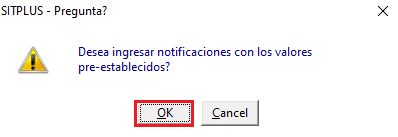 SITPLUS - Pregunta?
Desea ingresar notificaciones con los valores
pre-establecidos?
OK
Cancel